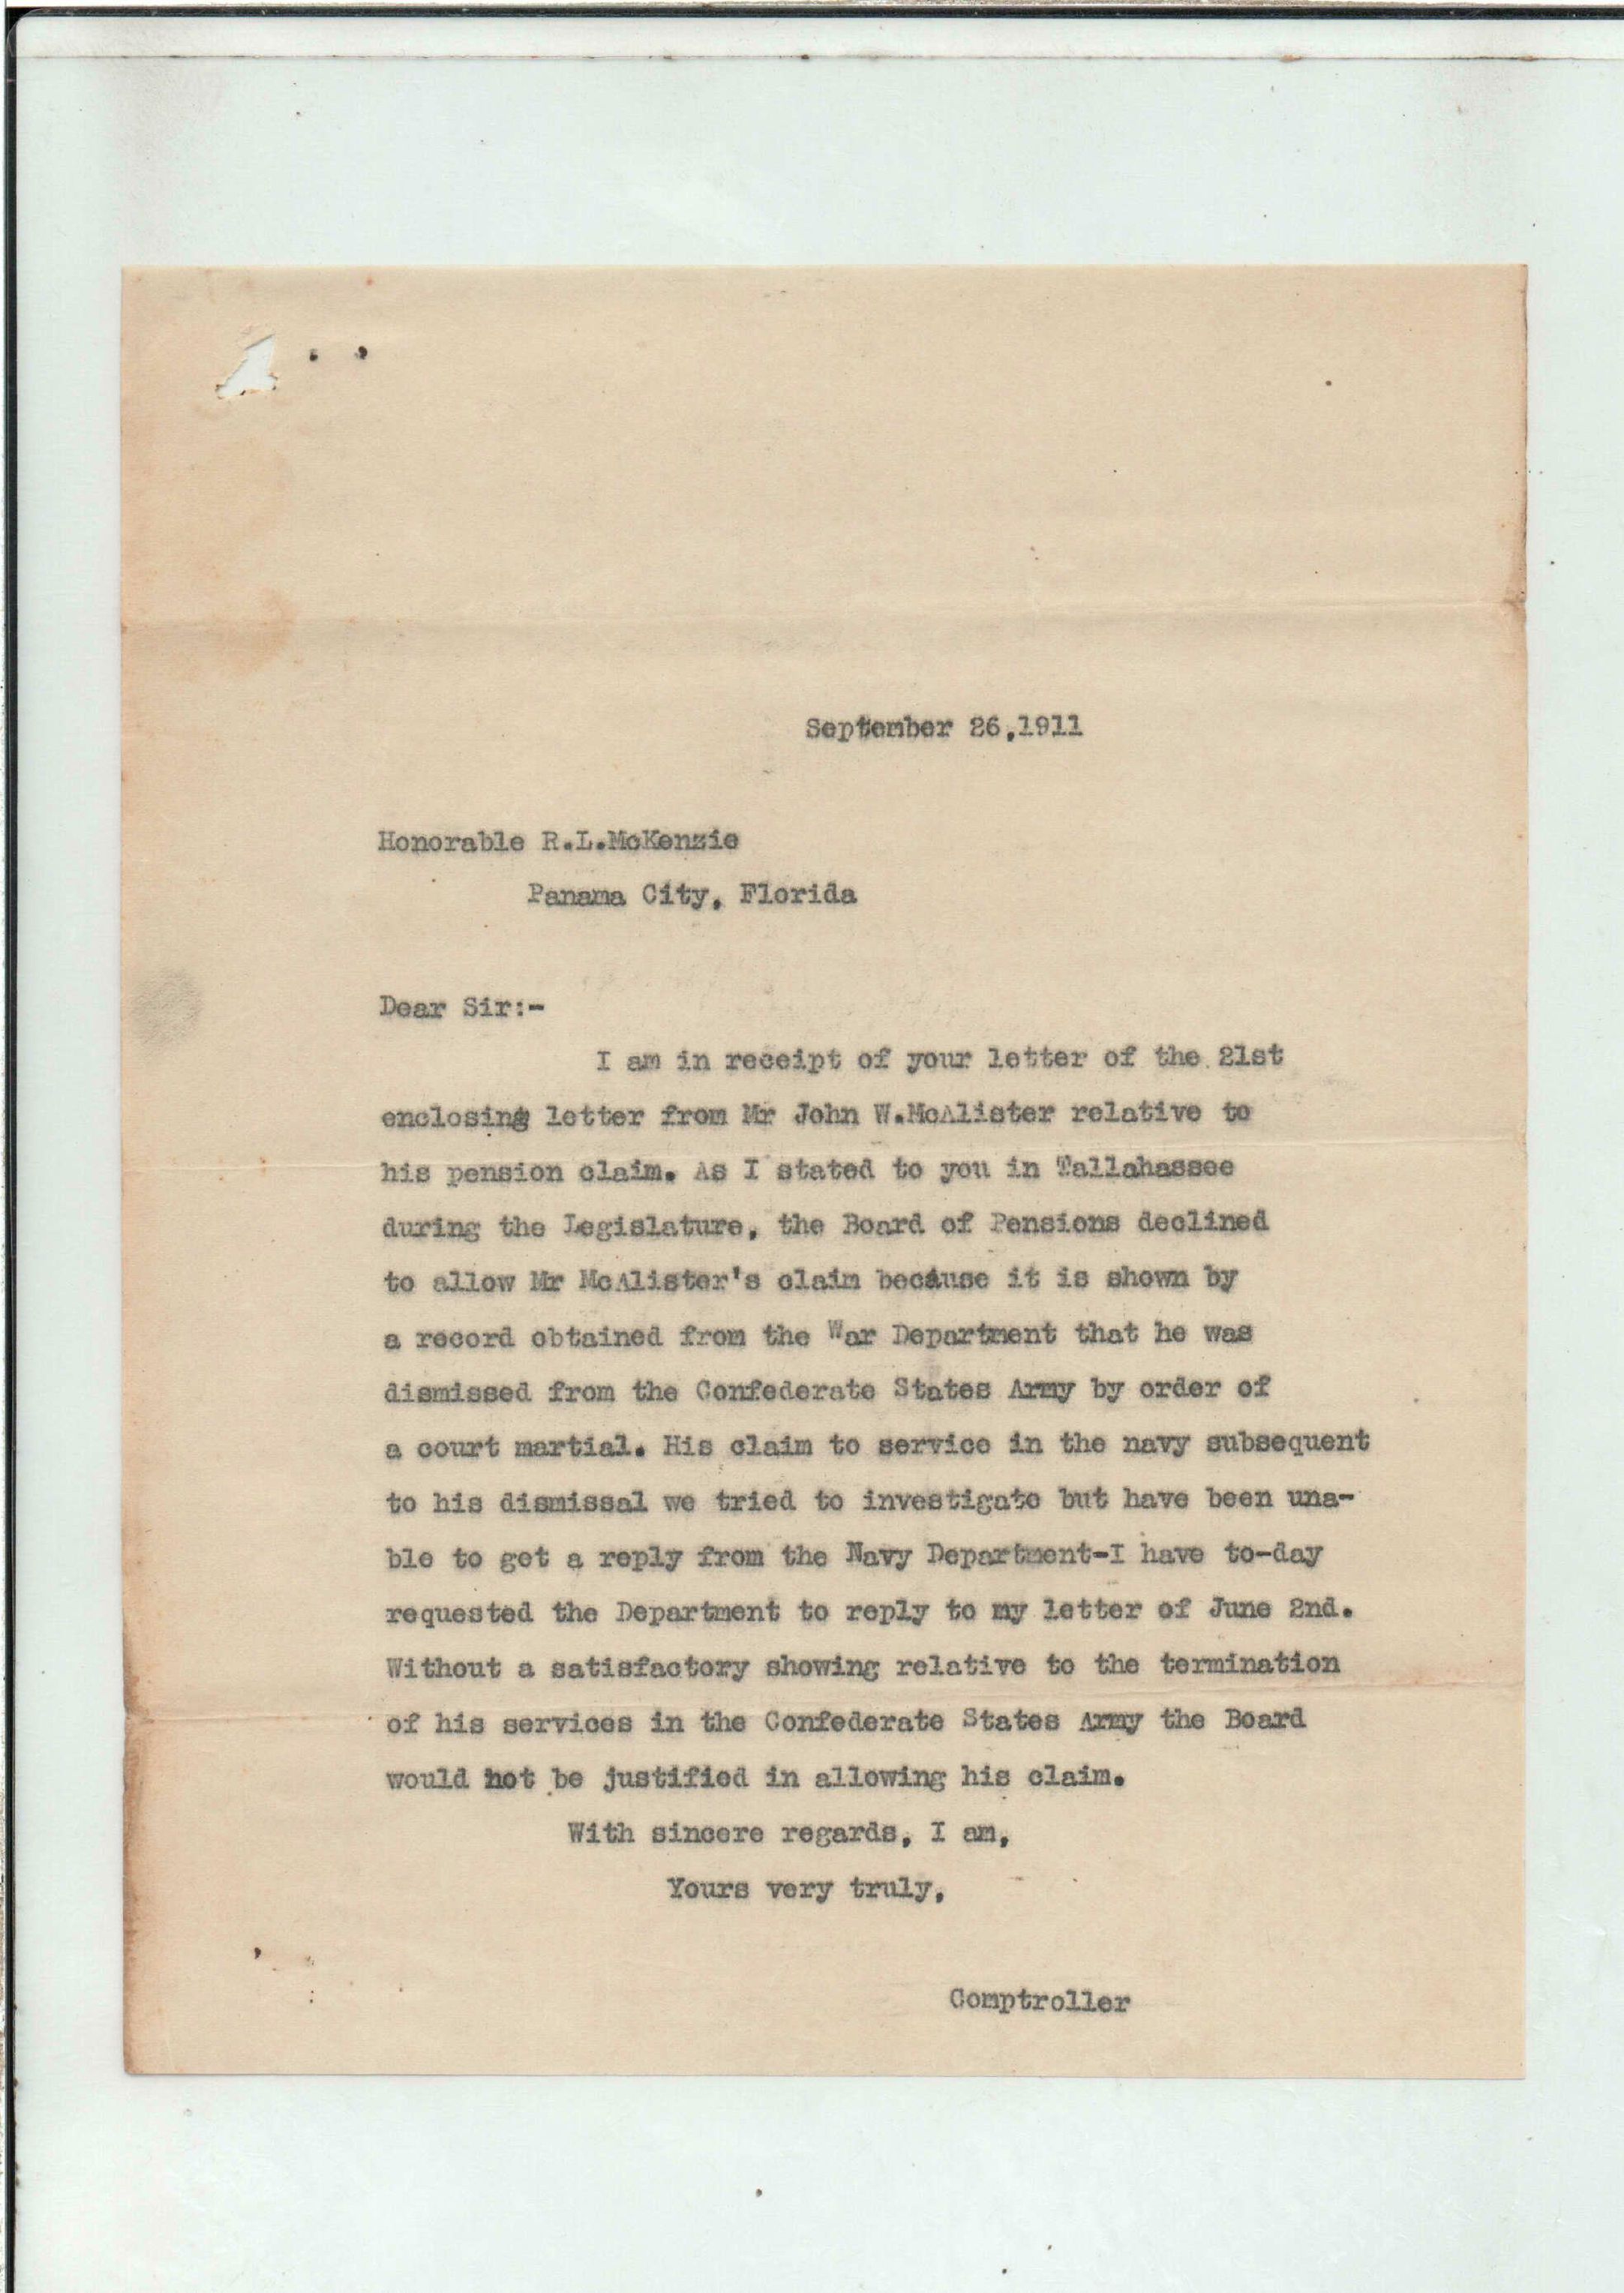 September 26,1911
Honorable R.L.McKenzie
Panama City, Florida
Dear Sir:-
I am in receipt of your letter of the 21st
enclosing letter from Mr John W.McAlister relative to
his pension claim. As I stated to you in Tallahassee
during the Legislature, the Board of Pensions declined
to allow Mr McAlister's claim because it is shown by
a record obtained from the War Department that he was
dismissed from the Confederate States Army by order of
a court martial. His claim to service in the navy subsequent
to his dismissal we tried to investigate but have been una-
ble to get a reply from the Navy Department-I have to-day
requested the Department to reply to my letter of June 2nd.
Without a satisfactory showing relative to the termination
of his services in the Confederate States Army the Board
would not be justified in allowing his claim.
With sincere regards, I am,
Yours very truly,
Comptroller